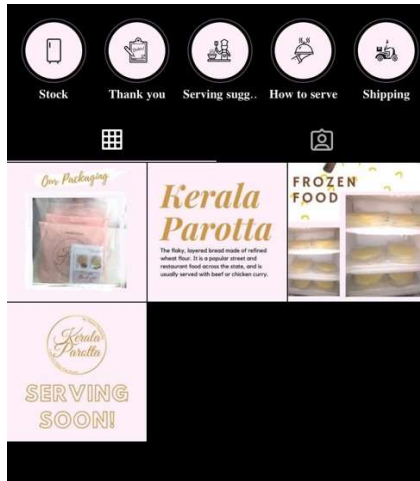 Stock
Thank you
Serving sugg..
How to serve
Shipping
Our Packaging
Kerala
Parotta
The flaky, layered bread made of refined
wheat flour. It is a popular street and
restaurant food across the state, and is
usually served with beef or chicken curry.
FROZEN
FOOD
Kerala
Parotta
SERVING
SOON!